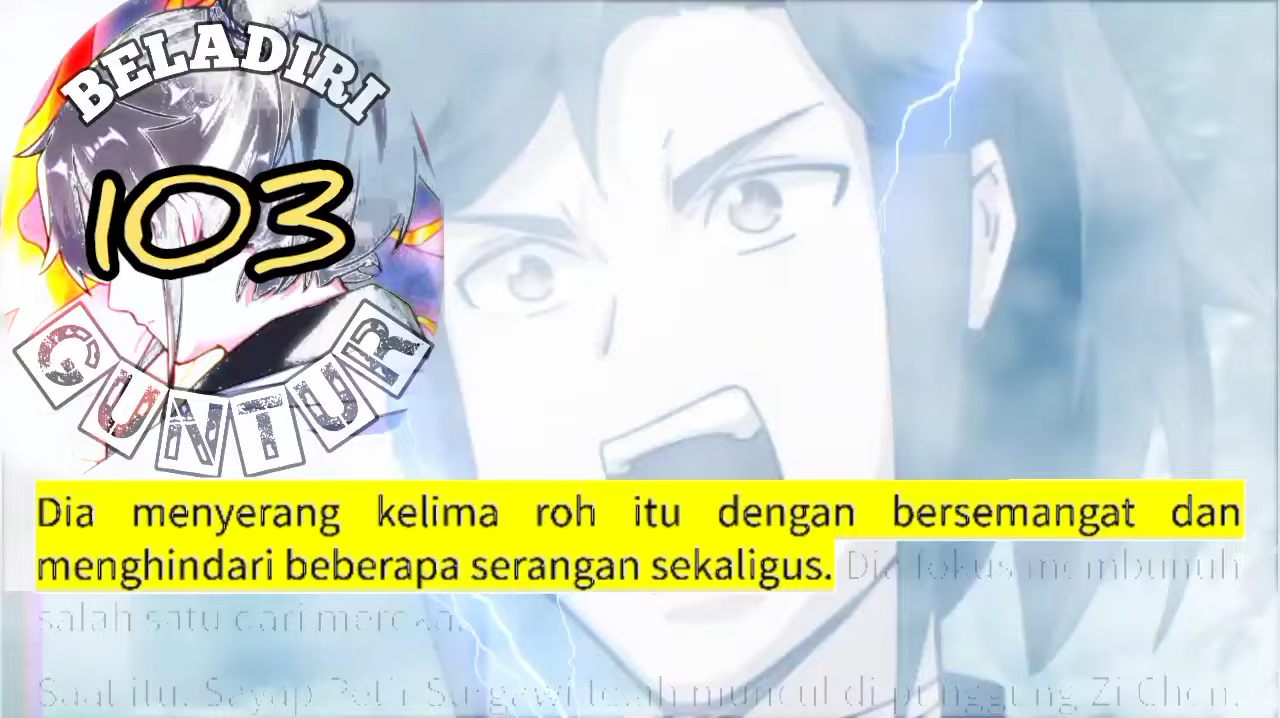 BELADIRI
103
GUNTUR
Dia menyerang kelima roh itu dengan bersemangat dan
menghindari beberapa serangan sekaligus. Dia fokus membunuh
salah satu dari mereka.
Saat itu, Sayap Petir Surgawi telah muncul di punggung Zi Chen.